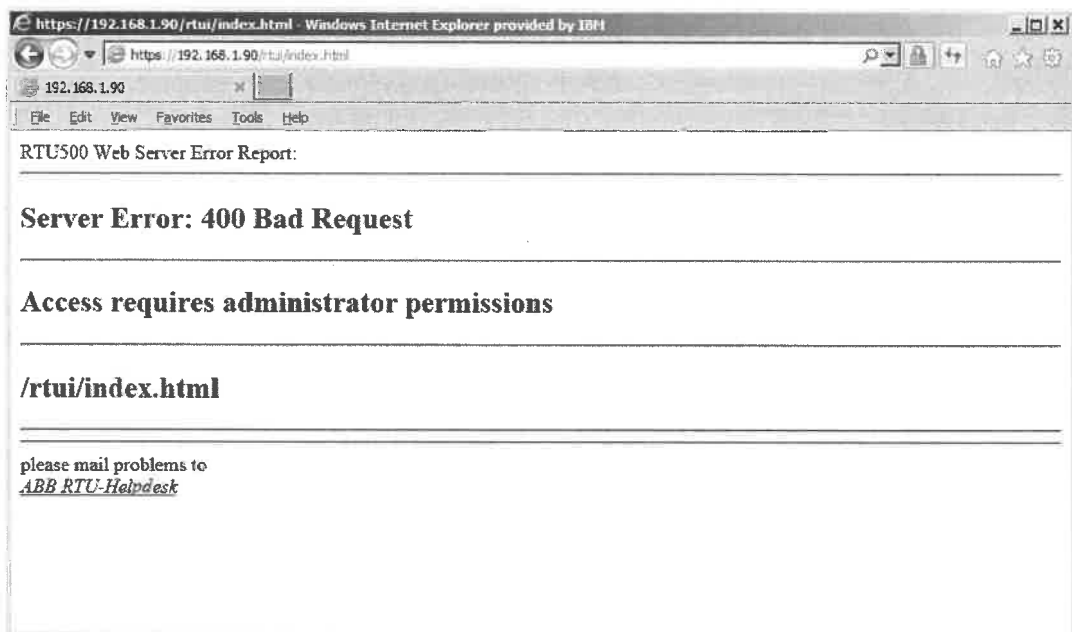 https://192.168.1.90/rtui/index.html - Windows Internet Explorer provided by IBM
https://192.168.1.90/rtui/index.html
192.168.1.90
File Edit View Favorites Tools Help
RTU500 Web Server Error Report:
Server Error: 400 Bad Request
Access requires administrator permissions
/rtui/index.html
please mail problems to
ABB RTU-Helpdesk